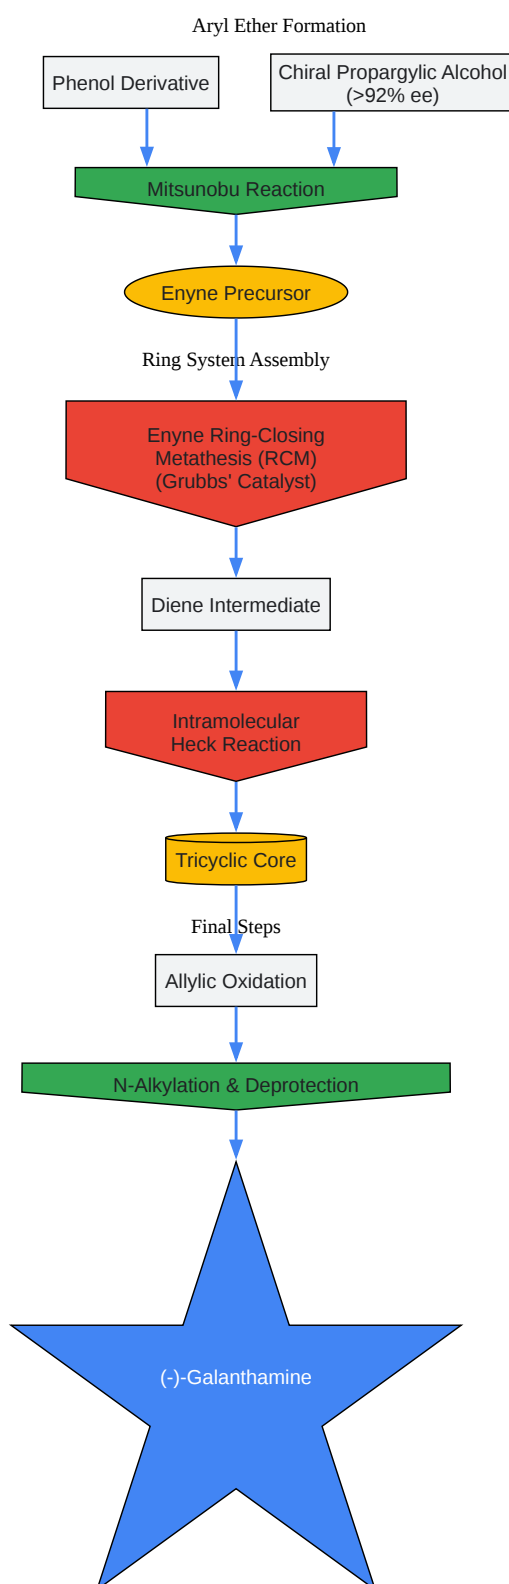 Aryl Ether Formation
Phenol Derivative
Chiral Propargylic Alcohol
(>92% ee)
Mitsunobu Reaction
Enyne Precursor
Ring System Assembly
Enyne Ring-Closing
Metathesis (RCM)
(Grubbs' Catalyst)
Diene Intermediate
Intramolecular
Heck Reaction
Tricyclic Core
Final Steps
Allylic Oxidation
N-Alkylation & Deprotection
(-)-Galanthamine